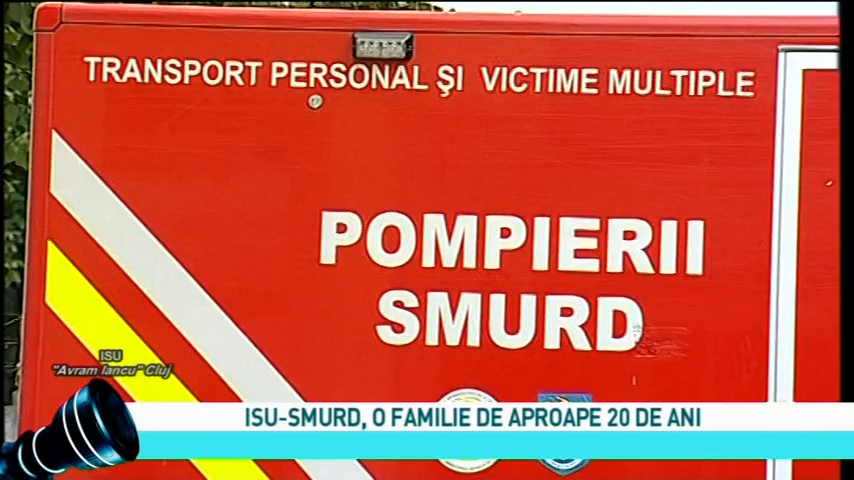 TRANSPORT PERSONAL ŞI VICTIME MULTIPLE
POMPIERII
SMURD
ISU
"Avram Iancu" Cluj
ISU-SMURD, O FAMILIE DE APROAPE 20 DE ANI